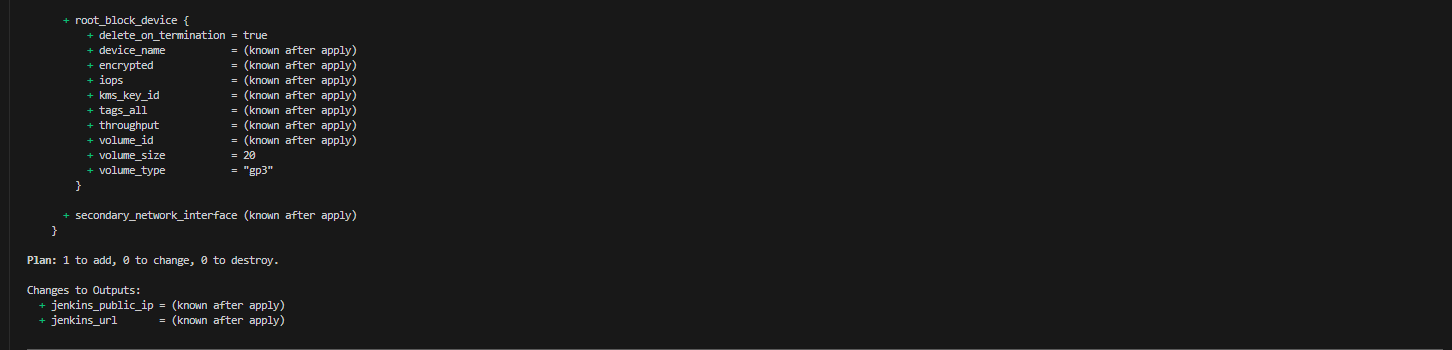 + root_block_device {
+ delete_on_termination = true
+ device_name = (known after apply)
+ encrypted = (known after apply)
+ iops = (known after apply)
+ kms_key_id = (known after apply)
+ tags_all = (known after apply)
+ throughput = (known after apply)
+ volume_id = (known after apply)
+ volume_size = 20
+ volume_type = "gp3"
}
+ secondary_network_interface (known after apply)
}
Plan: 1 to add, 0 to change, 0 to destroy.
Changes to Outputs:
+ jenkins_public_ip = (known after apply)
+ jenkins_url = (known after apply)